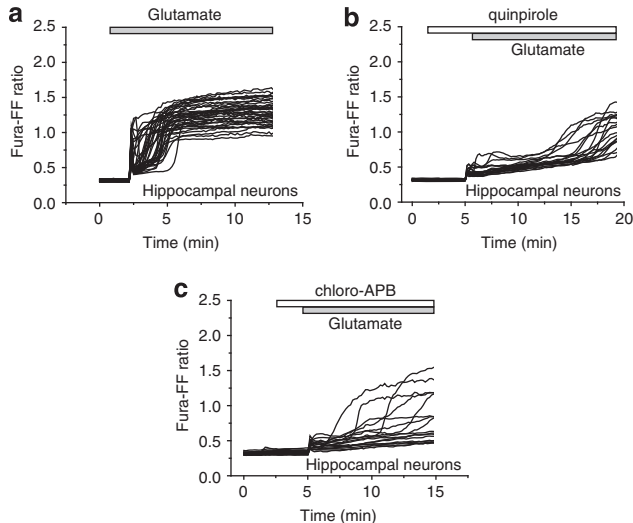 a
Glutamate
Fura-FF ratio
2.5
2.0
1.5
1.0
0.5
0.0
Hippocampal neurons
0 5 10 15
Time (min)
b
quinpirole
Glutamate
Fura-FF ratio
2.5
2.0
1.5
1.0
0.5
0.0
Hippocampal neurons
0 5 10 15 20
Time (min)
c
chloro-APB
Glutamate
Fura-FF ratio
2.5
2.0
1.5
1.0
0.5
0.0
Hippocampal neurons
0 5 10 15
Time (min)